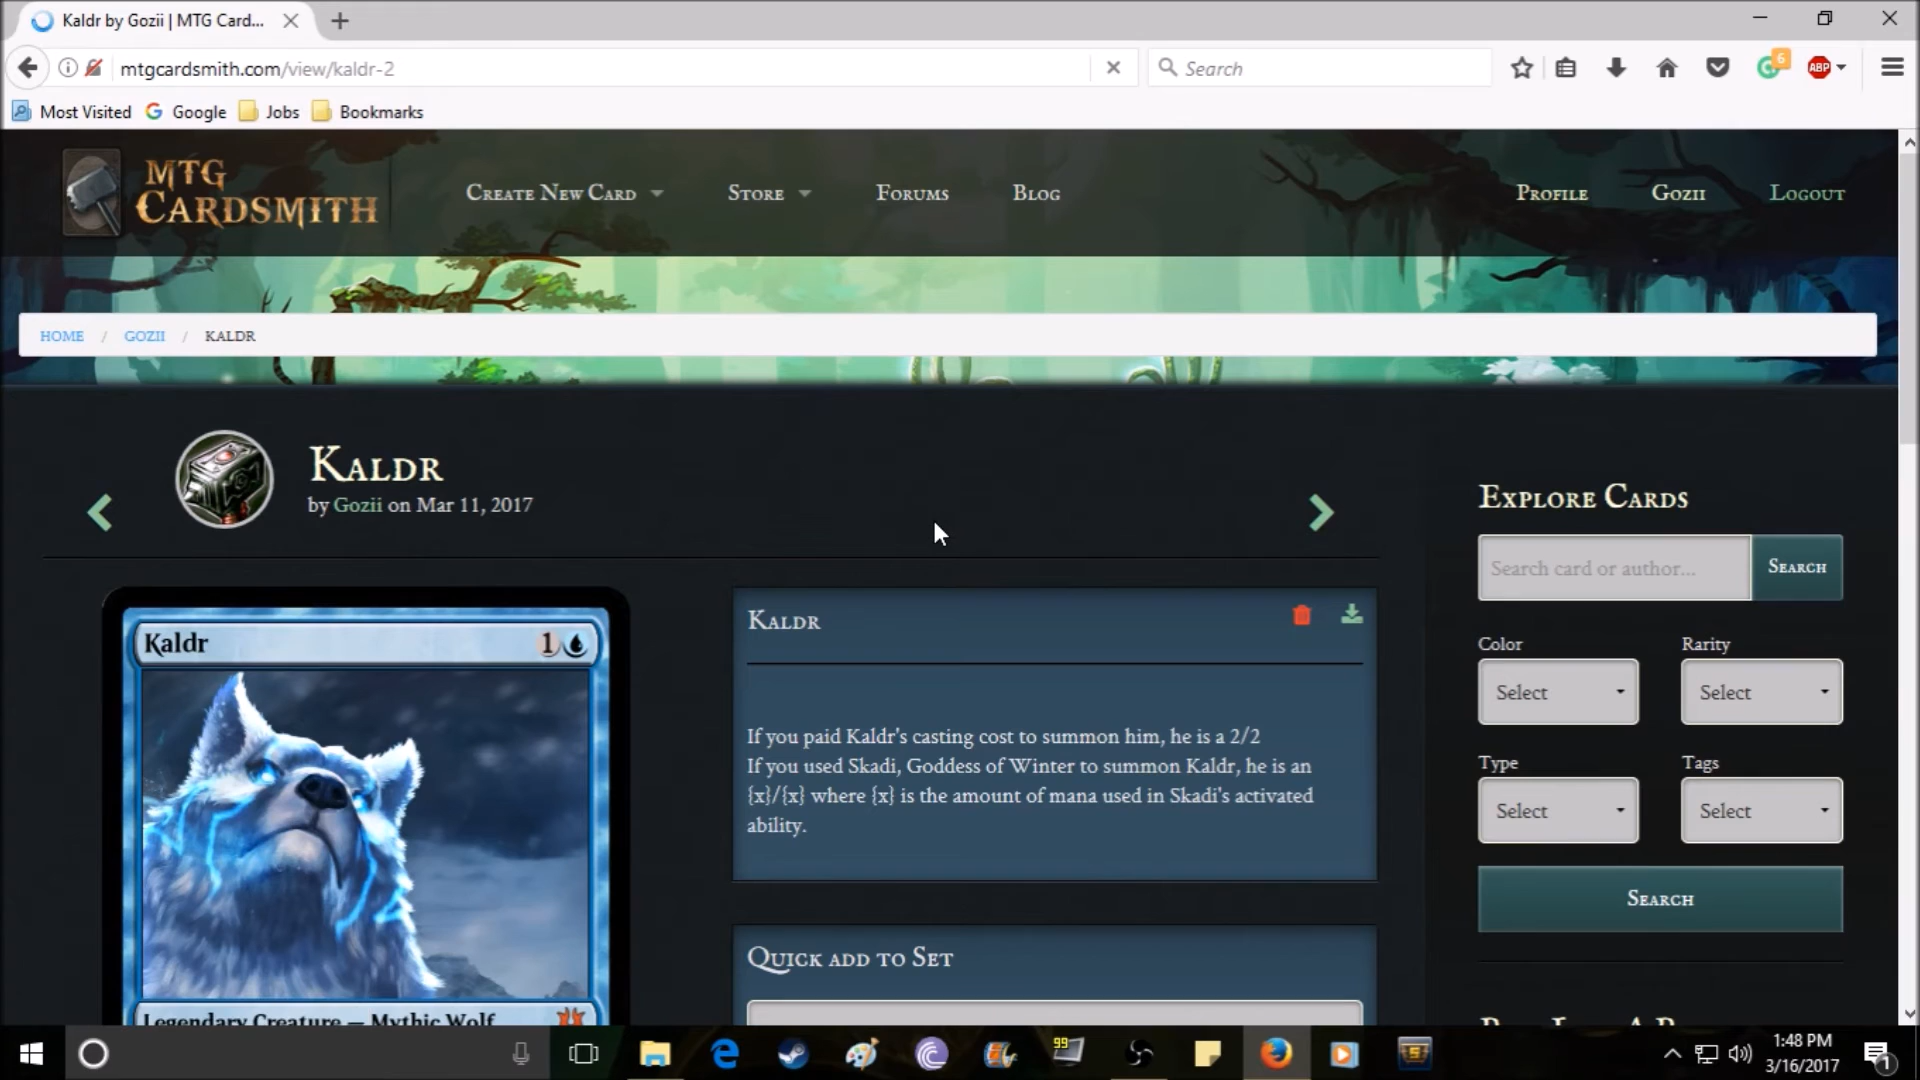 Kaldr by Gozii | MTG Card...
mtgcardsmith.com/view/kaldr-2
Search
6
ABP
Most Visited
Google
Jobs
Bookmarks
MTG
Cardsmith
Create New Card
Store
Forums
Blog
Profile
Gozii
Logout
HOME / GOZII / KALDR
Kaldr
by Gozii on Mar 11, 2017
Kaldr
1
Legendary Creature — Mythic Wolf
Kaldr
If you paid Kaldr's casting cost to summon him, he is a 2/2
If you used Skadi, Goddess of Winter to summon Kaldr, he is an
{x}/{x} where {x} is the amount of mana used in Skadi's activated
ability.
Quick add to Set
Explore Cards
Search card or author...
Search
Color
Rarity
Select
Select
Type
Tags
Select
Select
Search
99
1:48 PM
3/16/2017
1